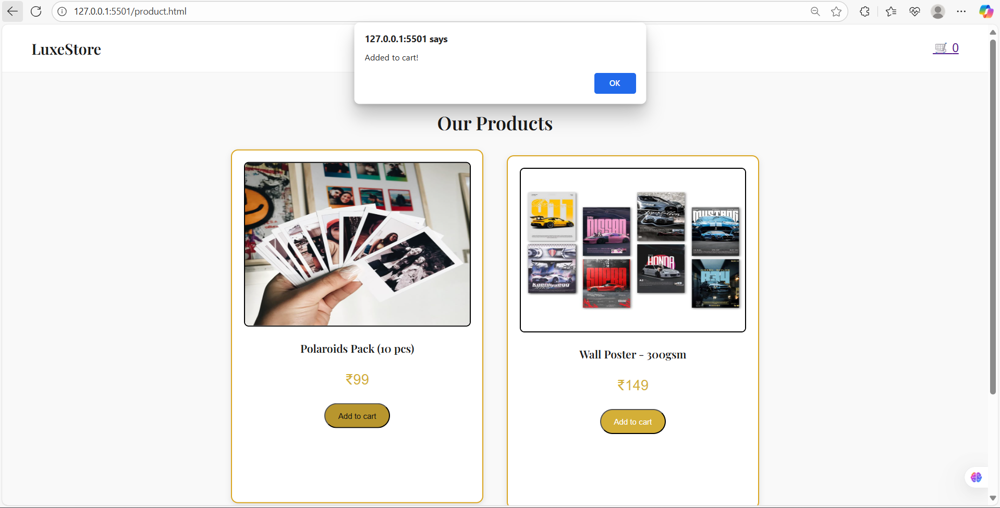 127.0.0.1:5501/product.html
127.0.0.1:5501 says
Added to cart!
OK
LuxeStore
0
Our Products
911
NISSAN
MUSTANG
HONDA
SUPRA
Koenigsegg
R34
Polaroids Pack (10 pcs)
Wall Poster - 300gsm
₹99
₹149
Add to cart
Add to cart